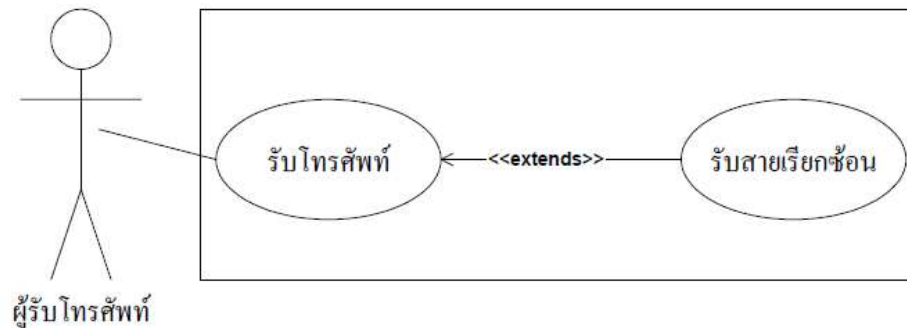 รับโทรศัพท์
<<extends>>
รับสายเรียกซ้อน
ผู้รับโทรศัพท์